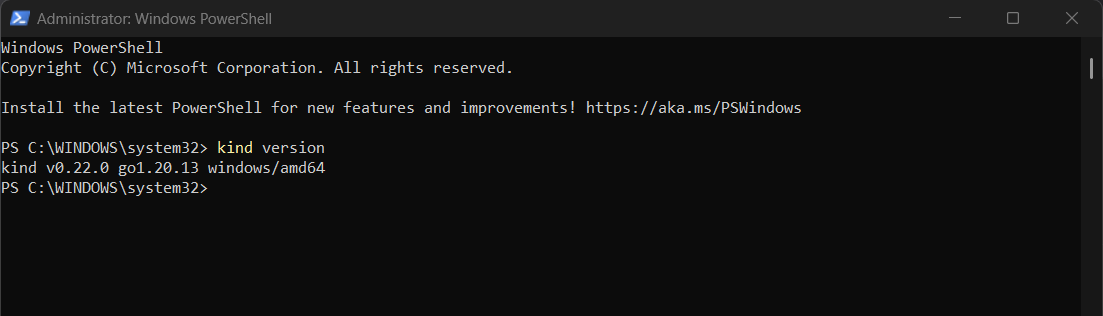 Administrator: Windows PowerShell
Windows PowerShell
Copyright (C) Microsoft Corporation. All rights reserved.
Install the latest PowerShell for new features and improvements! https://aka.ms/PSWindows
PS C:\WINDOWS\system32> kind version
kind v0.22.0 go1.20.13 windows/amd64
PS C:\WINDOWS\system32>